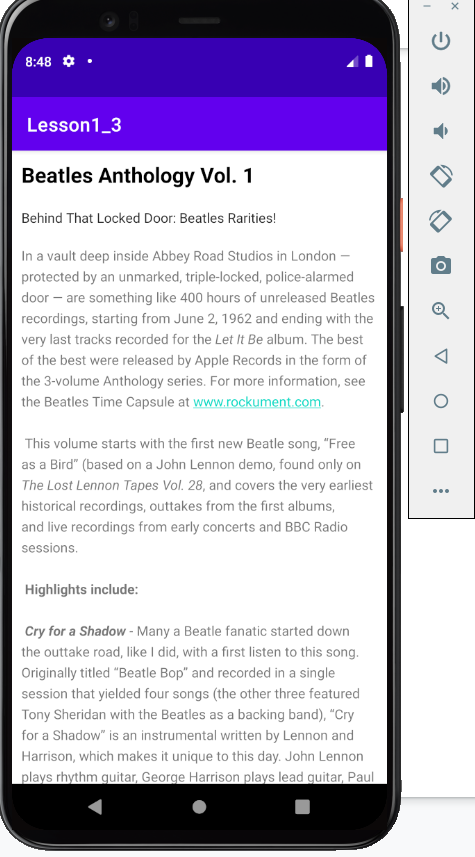 8:48
Lesson1_3
Beatles Anthology Vol. 1
Behind That Locked Door: Beatles Rarities!
In a vault deep inside Abbey Road Studios in London —
protected by an unmarked, triple-locked, police-alarmed
door — are something like 400 hours of unreleased Beatles
recordings, starting from June 2, 1962 and ending with the
very last tracks recorded for the Let It Be album. The best
of the best were released by Apple Records in the form of
the 3-volume Anthology series. For more information, see
the Beatles Time Capsule at www.rockument.com.
This volume starts with the first new Beatle song, “Free
as a Bird” (based on a John Lennon demo, found only on
The Lost Lennon Tapes Vol. 28, and covers the very earliest
historical recordings, outtakes from the first albums,
and live recordings from early concerts and BBC Radio
sessions.
Highlights include:
Cry for a Shadow - Many a Beatle fanatic started down
the outtake road, like I did, with a first listen to this song.
Originally titled “Beatle Bop” and recorded in a single
session that yielded four songs (the other three featured
Tony Sheridan with the Beatles as a backing band), “Cry
for a Shadow” is an instrumental written by Lennon and
Harrison, which makes it unique to this day. John Lennon
plays rhythm guitar, George Harrison plays lead guitar, Paul